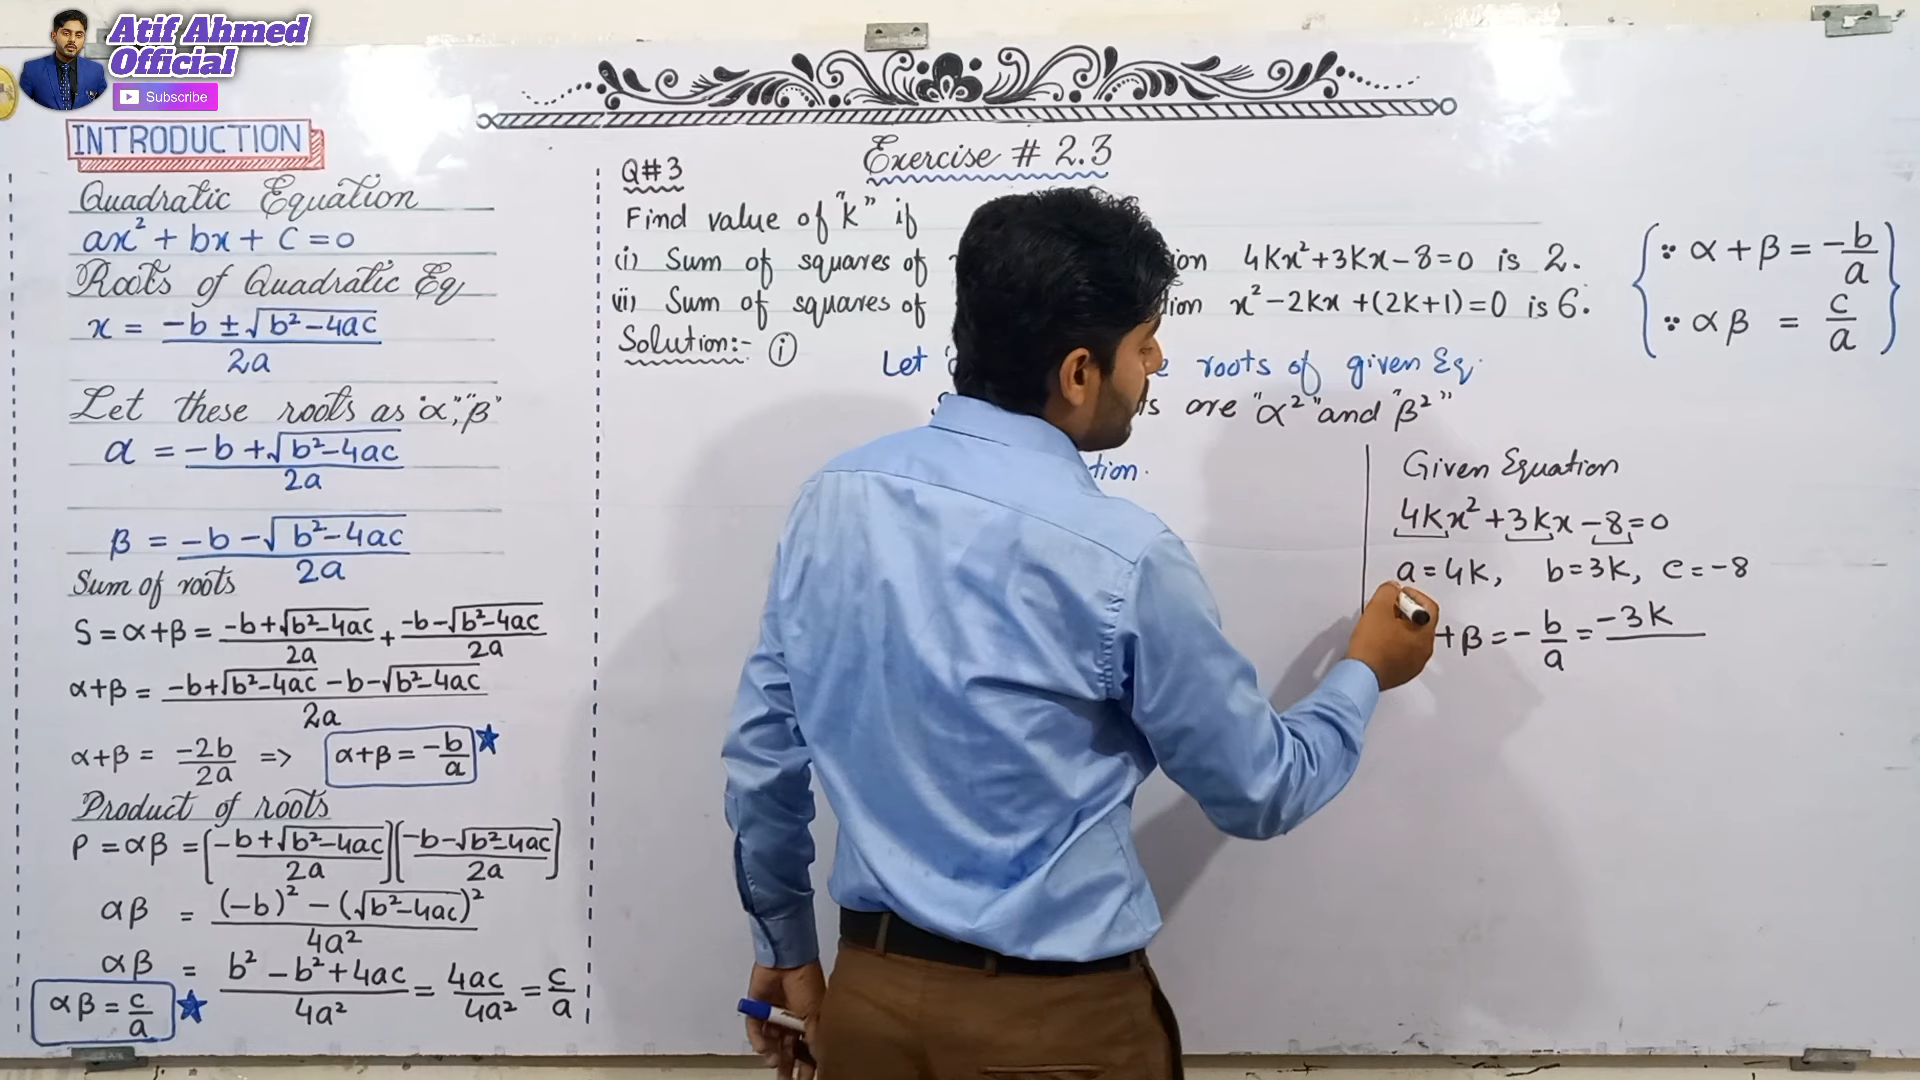 Atif Ahmed
Official
Subscribe
INTRODUCTION
Quadratic Equation
ax² + bx + c = 0
Roots of Quadratic Eq
x = (-b ± √(b² - 4ac)) / 2a
Let these roots as "α", "β"
α = (-b + √(b² - 4ac)) / 2a
β = (-b - √(b² - 4ac)) / 2a
Sum of roots
S = α + β = (-b + √(b² - 4ac)) / 2a + (-b - √(b² - 4ac)) / 2a
α + β = (-b + √(b² - 4ac) - b - √(b² - 4ac)) / 2a
α + β = -2b / 2a => α + β = -b / a
Product of roots
P = αβ = [(-b + √(b² - 4ac)) / 2a] [(-b - √(b² - 4ac)) / 2a]
αβ = ((-b)² - (√(b² - 4ac))²) / 4a²
αβ = (b² - b² + 4ac) / 4a² = 4ac / 4a² = c / a
αβ = c / a
Exercise # 2.3
Q#3
Find value of "k" if
(i) Sum of squares of 4Kx² + 3Kx - 8 = 0 is 2.
(ii) Sum of squares of x² - 2Kx + (2K + 1) = 0 is 6.
Solution:- (i)
Let roots of given Eq.
are "α²" and "β²"
Given Equation
4Kx² + 3Kx - 8 = 0
a = 4K, b = 3K, c = -8
+ β = - b / a = -3K
∵ α + β = -b / a
∵ αβ = c / a